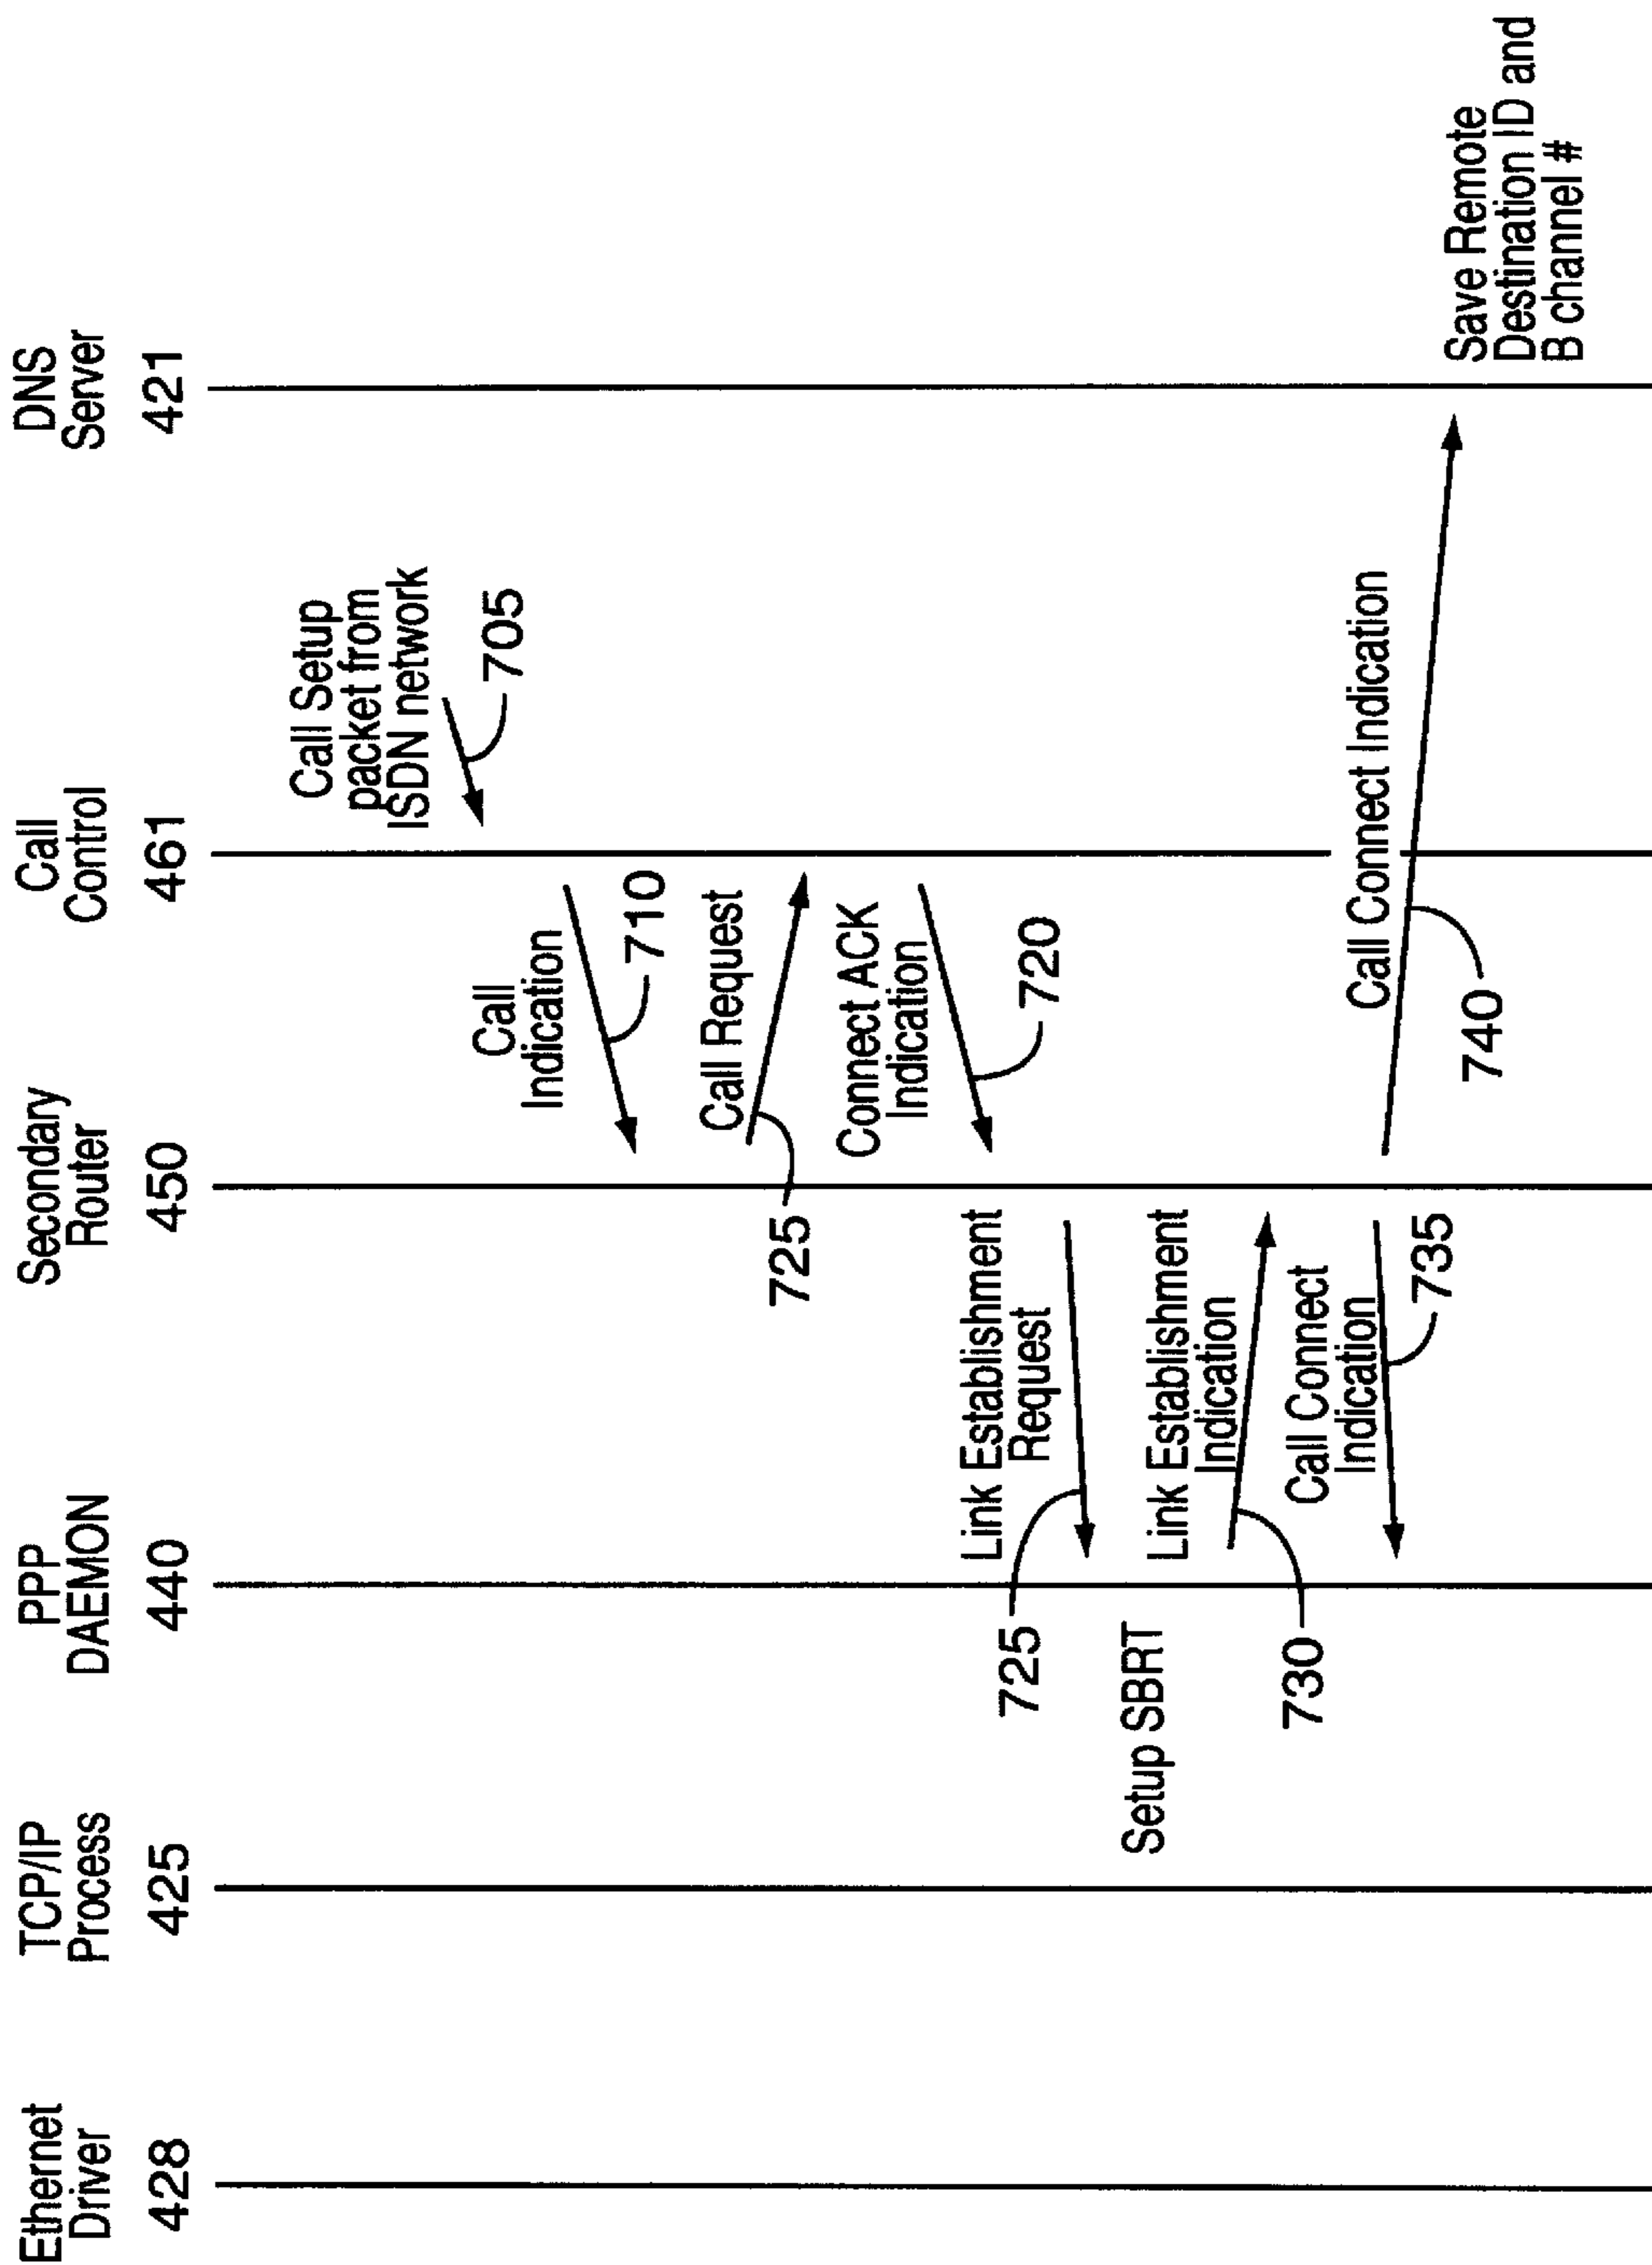 Ethernet
Driver
428
TCP/IP
Process
425
PPP
DAEMON
440
Secondary
Router
450
Call
Control
461
DNS
Server
421
Call Setup
packet from
ISDN network
705
Call
Indication
710
Call Request
725
Connect ACK
Indication
720
Link Establishment
Request
725
Setup SBRT
Link Establishment
Indication
730
Call Connect
Indication
735
Call Connect Indication
740
Save Remote
Destination ID and
B channel #